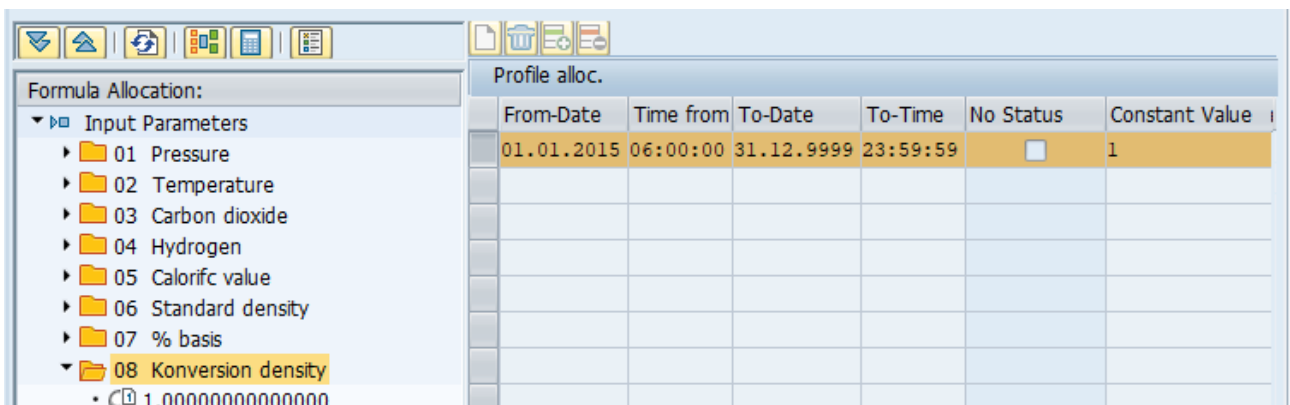 Formula Allocation:
Input Parameters
01 Pressure
02 Temperature
03 Carbon dioxide
04 Hydrogen
05 Calorifc value
06 Standard density
07 % basis
08 Konversion density
1,00000000000000
Profile alloc.
From-Date Time from To-Date To-Time No Status Constant Value
01.01.2015 06:00:00 31.12.9999 23:59:59 1